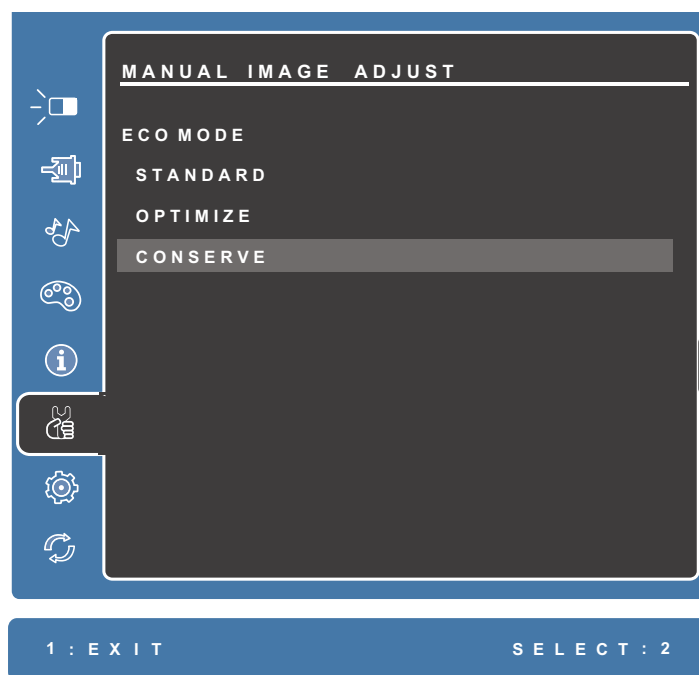 MANUAL IMAGE ADJUST
ECO MODE
STANDARD
OPTIMIZE
CONSERVE
1 : EXIT SELECT : 2